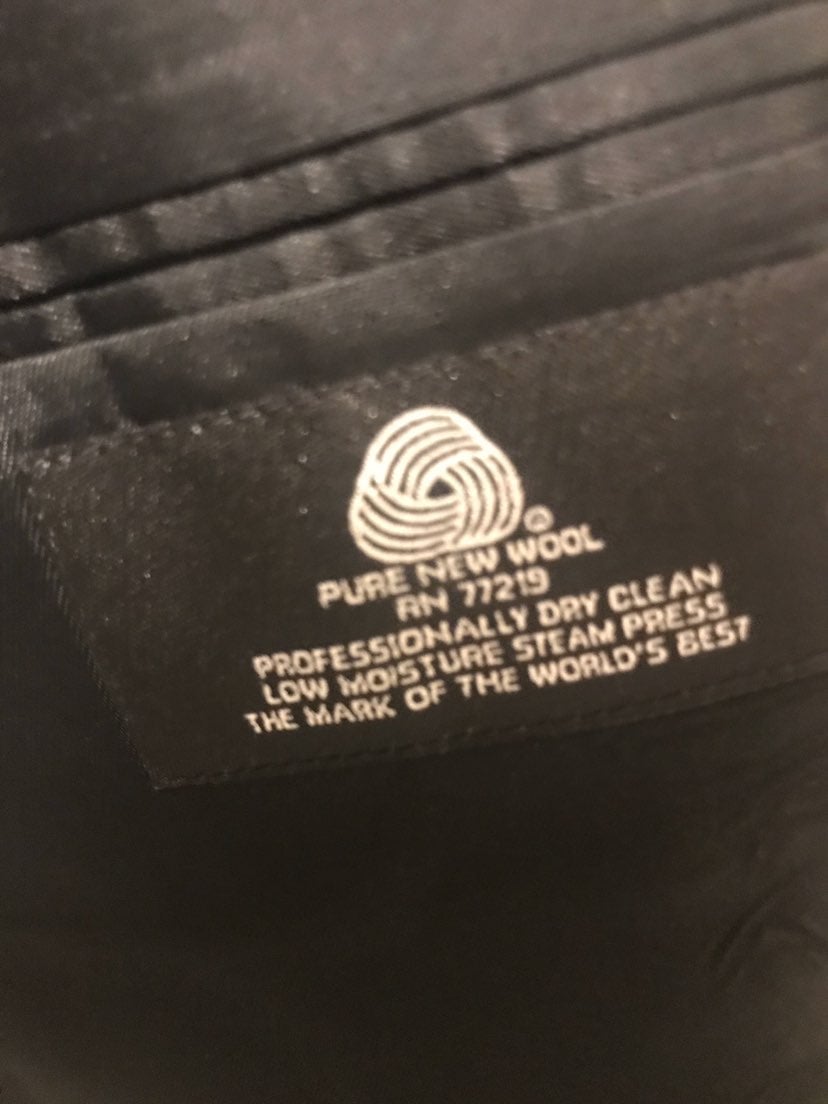 PURE NEW WOOL
RN 77219
PROFESSIONALLY DRY CLEAN
LOW MOISTURE STEAM PRESS
THE MARK OF THE WORLD'S BEST